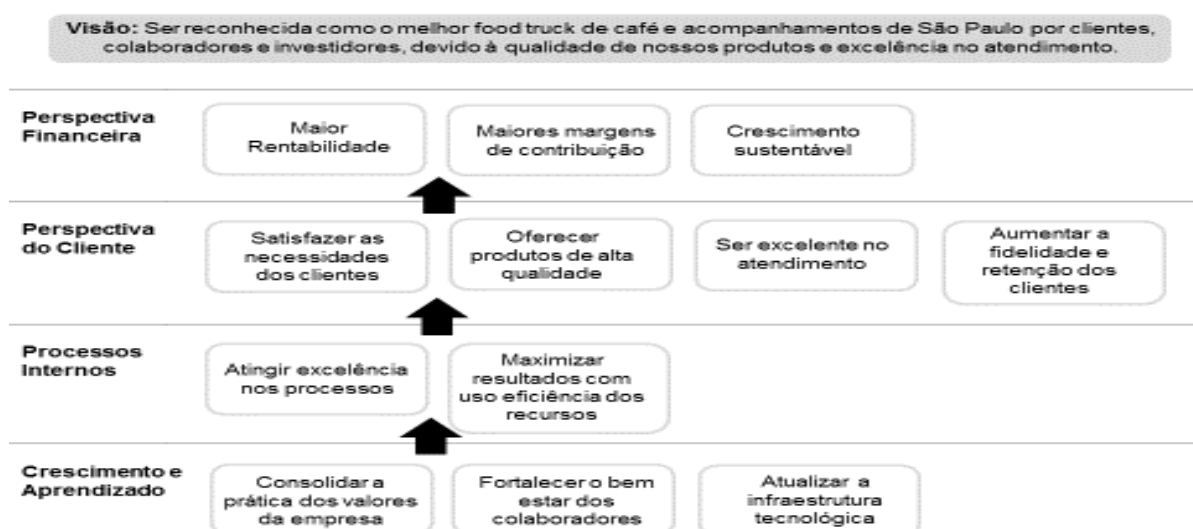 Visão: Ser reconhecida como o melhor food truck de café e acompanhamentos de São Paulo por clientes,
colaboradores e investidores, devido à qualidade de nossos produtos e excelência no atendimento.
Perspectiva
Financeira
Maior
Rentabilidade
Maiores margens
de contribuição
Crescimento
sustentável
Perspectiva
do Cliente
Satisfazer as
necessidades
dos clientes
Oferecer
produtos de alta
qualidade
Ser excelente no
atendimento
Aumentar a
fidelidade e
retenção dos
clientes
Processos
Internos
Atingir excelência
nos processos
Maximizar
resultados com
uso eficiência dos
recursos
Crescimento e
Aprendizado
Consolidar a
prática dos valores
da empresa
Fortalecer o bem
estar dos
colaboradores
Atualizar a
infraestrutura
tecnológica